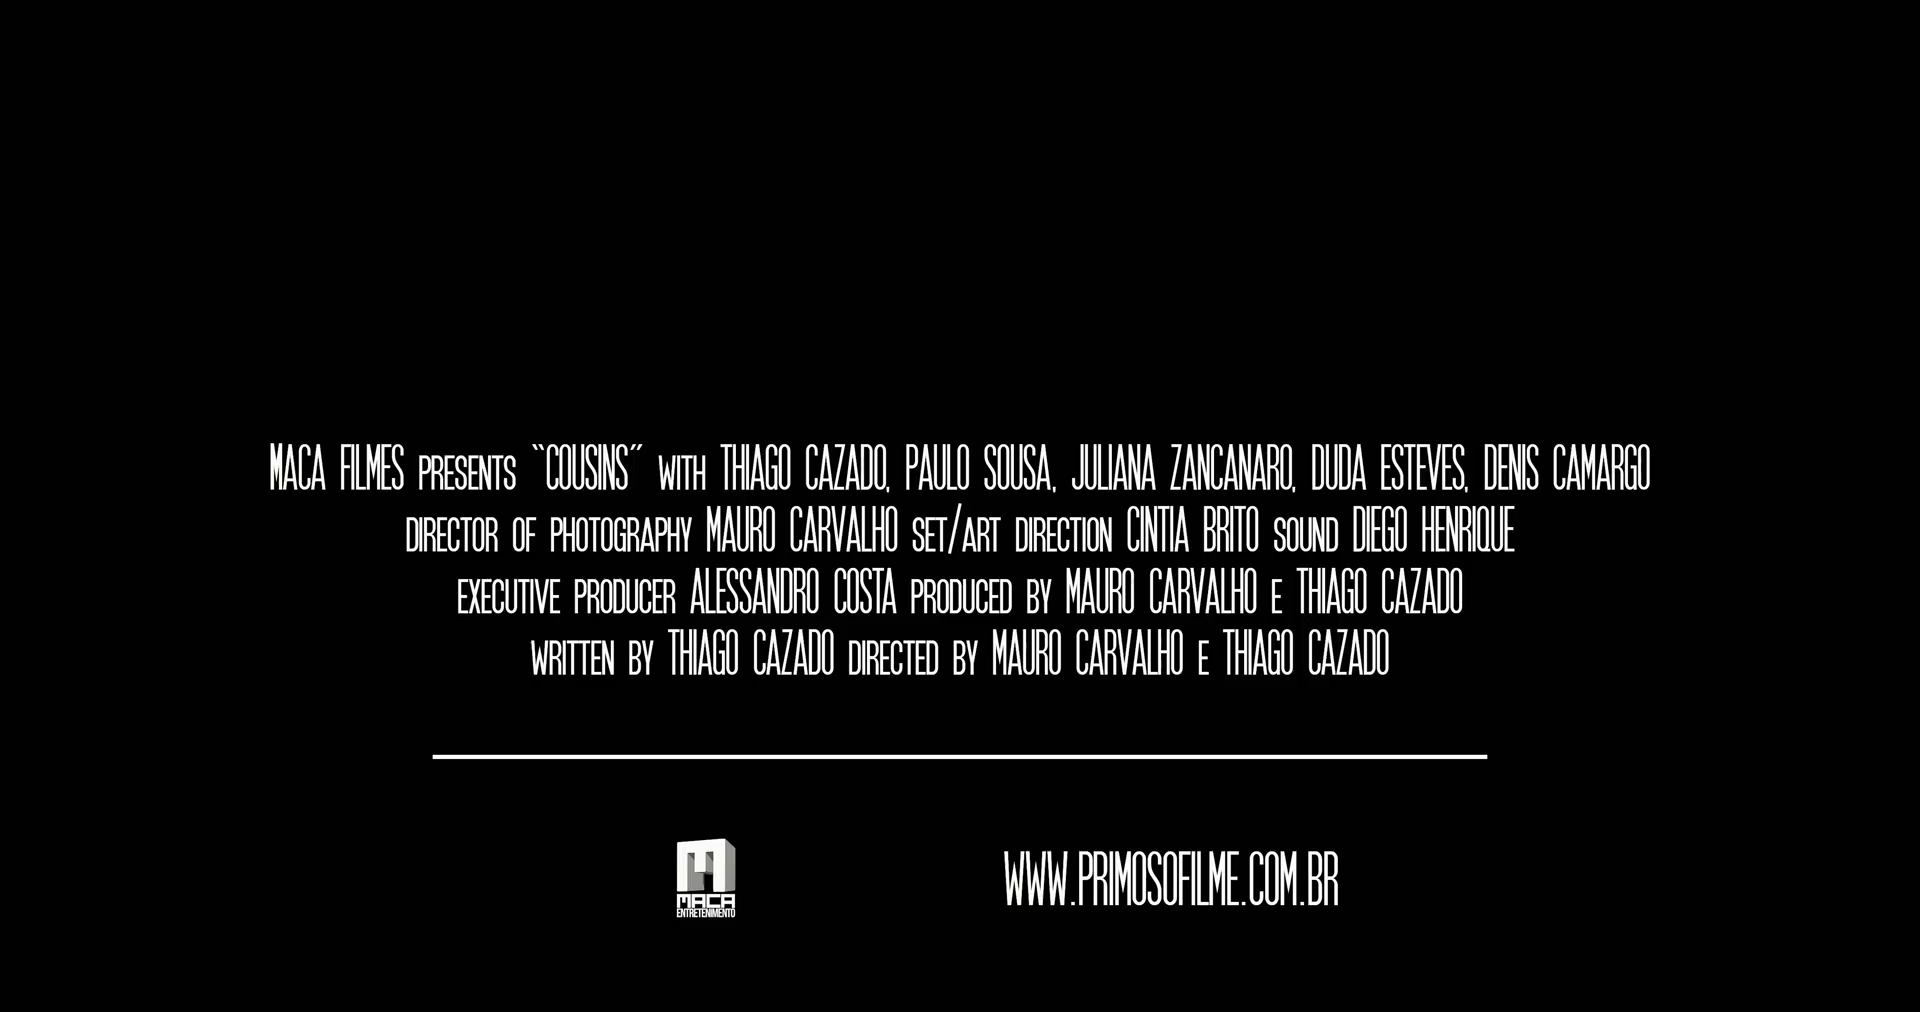 MACA FILMES PRESENTS “COUSINS” WITH THIAGO CAZADO, PAULO SOUSA, JULIANA ZANCANARO, DUDA ESTEVES, DENIS CAMARGO
DIRECTOR OF PHOTOGRAPHY MAURO CARVALHO SET/ART DIRECTION CINTIA BRITO SOUND DIEGO HENRIQUE
EXECUTIVE PRODUCER ALESSANDRO COSTA PRODUCED BY MAURO CARVALHO E THIAGO CAZADO
WRITTEN BY THIAGO CAZADO DIRECTED BY MAURO CARVALHO E THIAGO CAZADO
MACA
ENTRETENIMENTO
WWW.PRIMOSOFILME.COM.BR